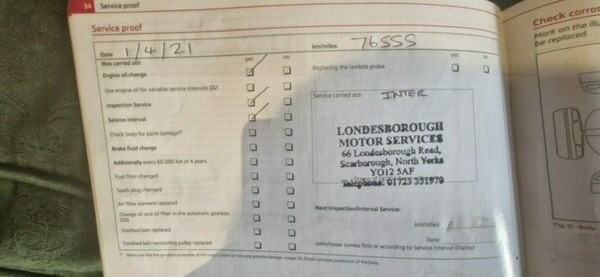 34 Service proof
Service proof
Date: 1/4/21 km/miles: 76555
Was carried out: yes no yes no
Engine oil change Replacing the lambda probe
Use engine oil for variable service intervals QG1
Inspection Service Service carried out: INTER
Service interval
Check body for paint damage
LONDESBOROUGH
MOTOR SERVICES
66 Londesborough Road,
Scarborough, North Yorks
YO12 5AF
Telephone: 01723 351979
Brake fluid change
Additionally every 60 000 km or 4 years
Fuel filter changed
Spark plug changed
Air filter element replaced
Next Inspection/Interval Service:
Change oil and oil filter in the automatic gearbox
DSG km/miles:
Toothed belt replaced Date:
Toothed belt tensioning pulley replaced (whichever comes first or according to Service Interval Display)
Check corros
Mark on the illu
be replaced.
Body